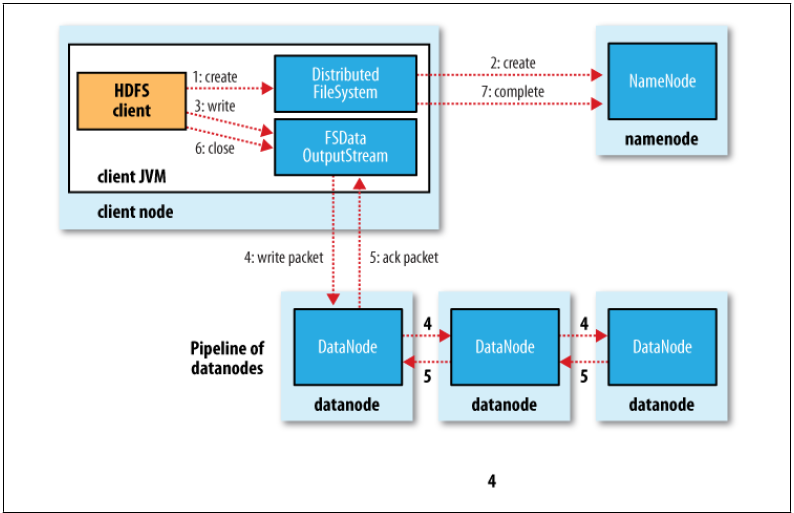 HDFS
client
1: create
3: write
6: close
Distributed
FileSystem
FSData
OutputStream
client JVM
client node
2: create
7: complete
NameNode
namenode
4: write packet
5: ack packet
Pipeline of
datanodes
DataNode
datanode
4
5
DataNode
datanode
4
5
DataNode
datanode
4